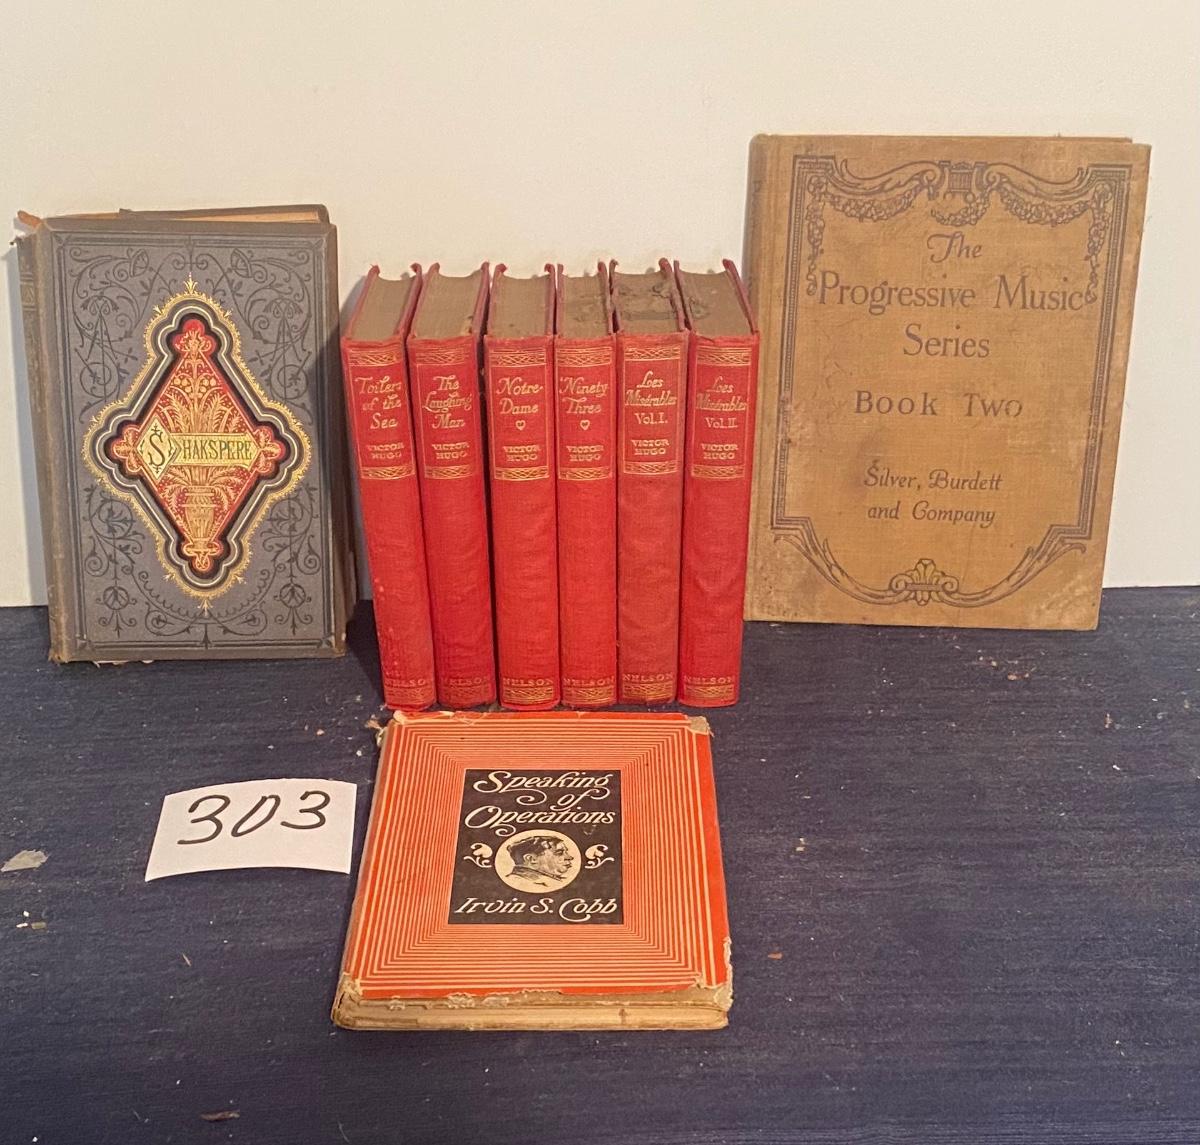 SHAKSPERE
Toilers
of the
Sea
VICTOR
HUGO
NELSON
The
Laughing
Man
VICTOR
HUGO
NELSON
Notre-
Dame
VICTOR
HUGO
NELSON
Ninety-
Three
VICTOR
HUGO
NELSON
Les
Misérables
Vol. I.
VICTOR
HUGO
NELSON
Les
Misérables
Vol. II.
VICTOR
HUGO
NELSON
The
Progressive Music
Series
Book Two
Silver, Burdett
and Company
303
Speaking
of
Operations
Irvin S. Cobb